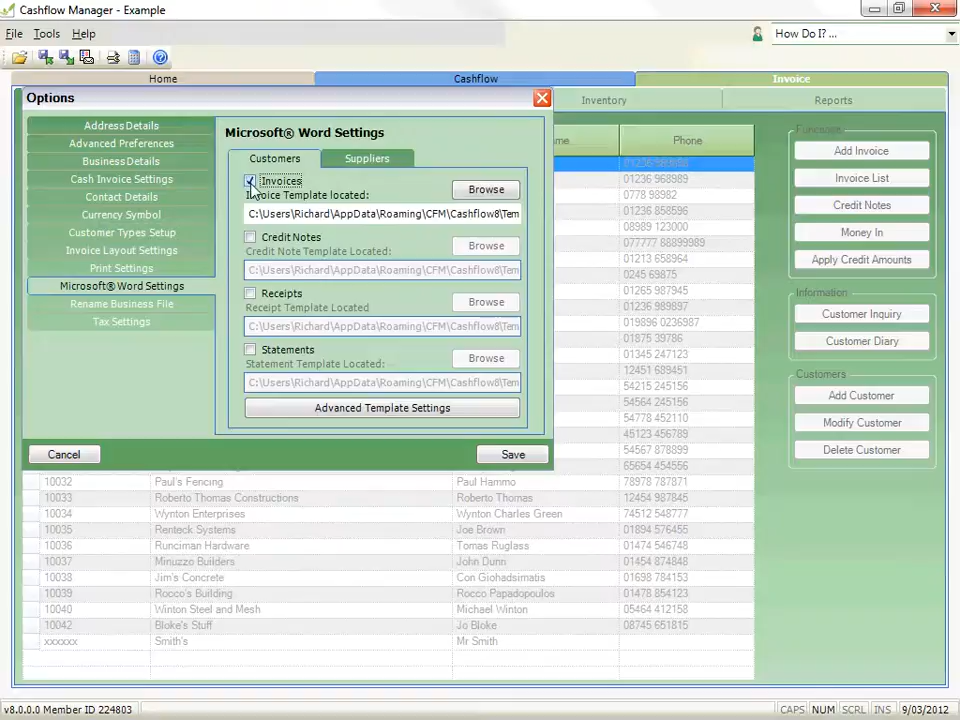 Cashflow Manager - Example
File Tools Help
How Do I? ...
Home Cashflow Invoice
Inventory Reports
Options
Address Details
Advanced Preferences
Business Details
Cash Invoice Settings
Contact Details
Currency Symbol
Customer Types Setup
Invoice Layout Settings
Print Settings
Microsoft® Word Settings
Rename Business File
Tax Settings
Microsoft® Word Settings
Customers Suppliers
Invoices
Invoice Template located:
Browse
C:\Users\Richard\AppData\Roaming\CFM\Cashflow8\Tem
Credit Notes
Credit Note Template Located:
Browse
C:\Users\Richard\AppData\Roaming\CFM\Cashflow8\Tem
Receipts
Receipt Template Located
Browse
C:\Users\Richard\AppData\Roaming\CFM\Cashflow8\Tem
Statements
Statement Template Located:
Browse
C:\Users\Richard\AppData\Roaming\CFM\Cashflow8\Tem
Advanced Template Settings
Cancel Save
Phone
01236 968989
0778 98982
01236 858596
08989 123000
077777 88899989
01213 658964
0245 69875
01265 987945
01236 989897
019896 0236987
01875 39786
01345 247123
12451 689451
54215 245156
54564 245156
54778 452110
45123 456789
54567 878899
65654 454556
10032 Paul's Fencing Paul Hammo 78978 787871
10033 Roberto Thomas Constructions Roberto Thomas 12454 987845
10034 Wynton Enterprises Wynton Charles Green 74512 548777
10035 Renteck Systems Joe Brown 01894 576455
10036 Runciman Hardware Tomas Ruglass 01474 546748
10037 Minuzzo Builders John Dunn 01454 874848
10038 Jim's Concrete Con Giohadsimatis 01698 784153
10039 Rocco's Building Rocco Papadopoulos 01478 854123
10040 Winton Steel and Metro Michael Winton 05464 412158
10042 Bloke's Stuff Jo Bloke 08745 651815
xxxxxx Smith's Mr Smith
Functions
Add Invoice
Invoice List
Credit Notes
Money In
Apply Credit Amounts
Information
Customer Inquiry
Customer Diary
Customers
Add Customer
Modify Customer
Delete Customer
v8.0.0.0 Member ID 224803
CAPS NUM SCRL INS 9/03/2012